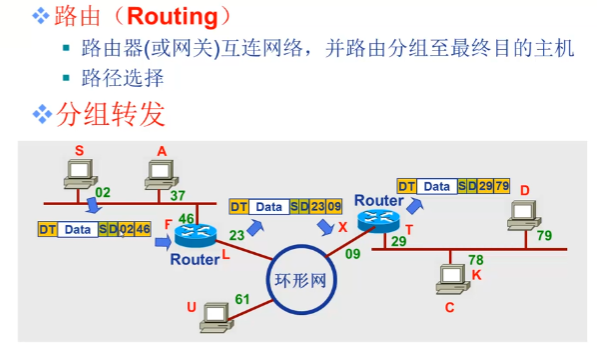 路由（Routing）
路由器(或网关)互连网络，并路由分组至最终目的主机
路径选择
分组转发
S
A
D
02
37
DT Data S D 23 09
DT Data S D 29 79
Router
DT Data S D 02 46
F
46
X
T
Router
L
23
29
79
09
环形网
78
K
U
61
C